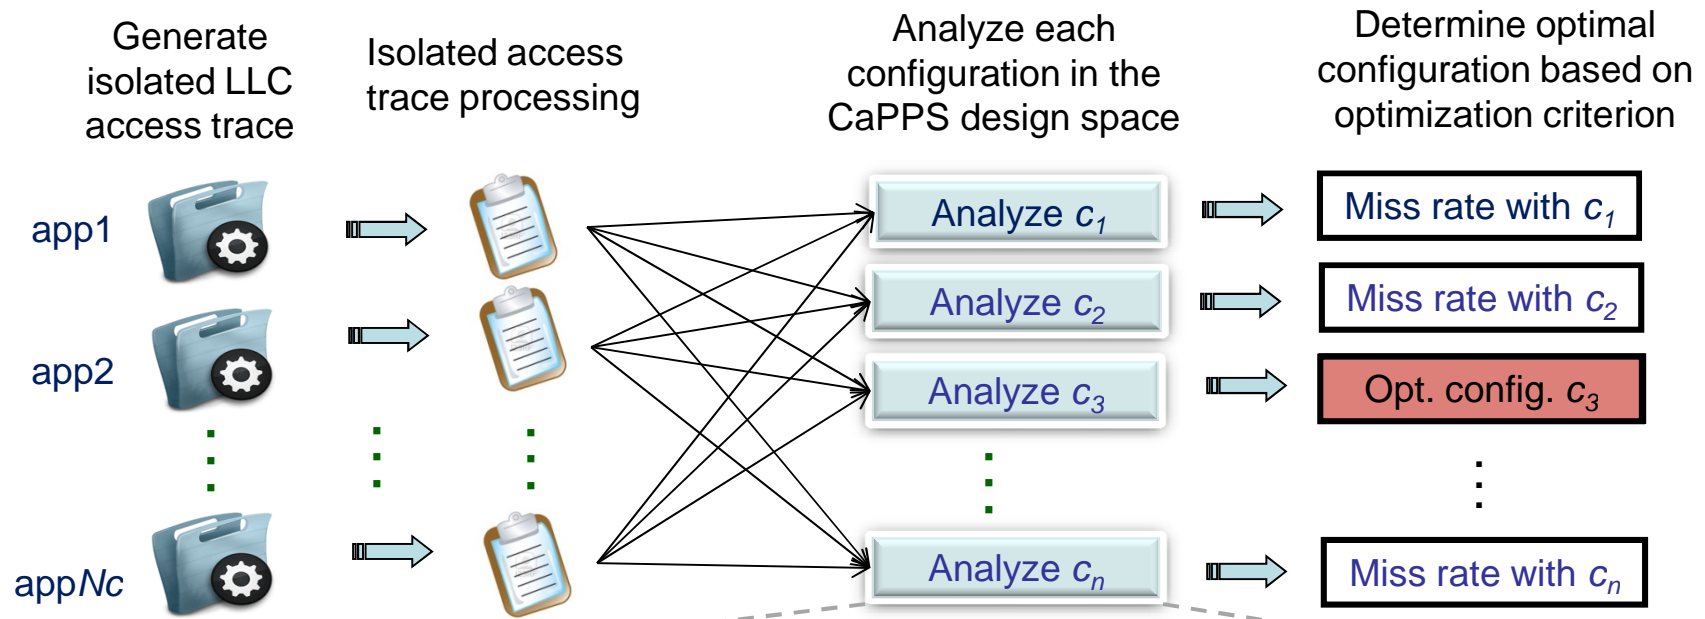 Generate
isolated LLC
access trace
Isolated access
trace processing
Analyze each
configuration in the
CaPPS design space
Determine optimal
configuration based on
optimization criterion
app1
Analyze c1
Miss rate with c1
Analyze c2
Miss rate with c2
app2
Analyze c3
Opt. config. c3
appNc
Analyze cn
Miss rate with cn